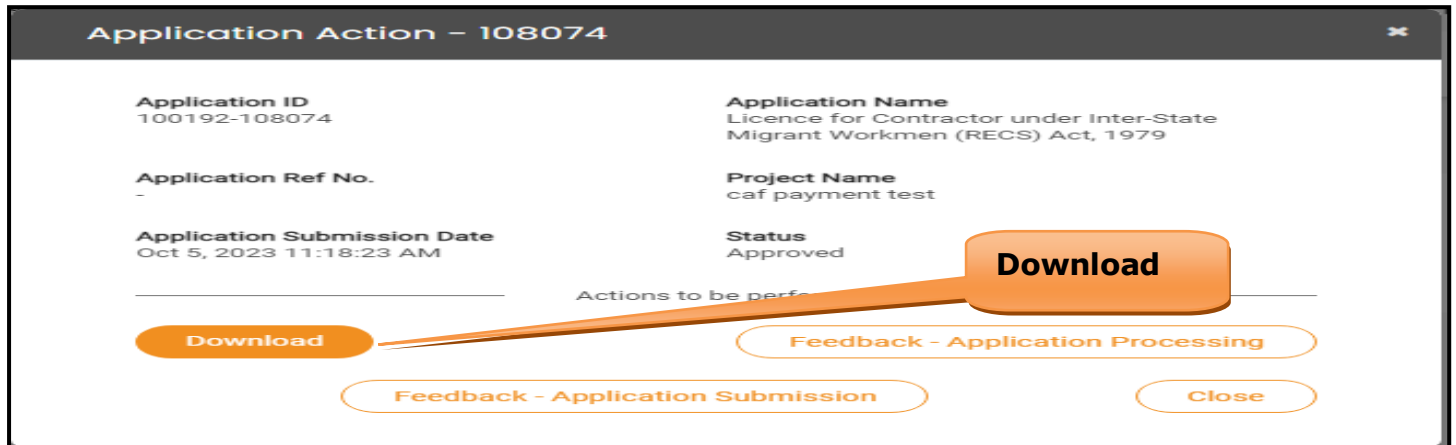 Application Action – 108074
Application ID
100192-108074
Application Name
Licence for Contractor under Inter-State
Migrant Workmen (RECS) Act, 1979
Application Ref No.
-
Project Name
caf payment test
Application Submission Date
Oct 5, 2023 11:18:23 AM
Status
Approved
Download
Actions to be
Download
Feedback - Application Processing
Feedback - Application Submission
Close